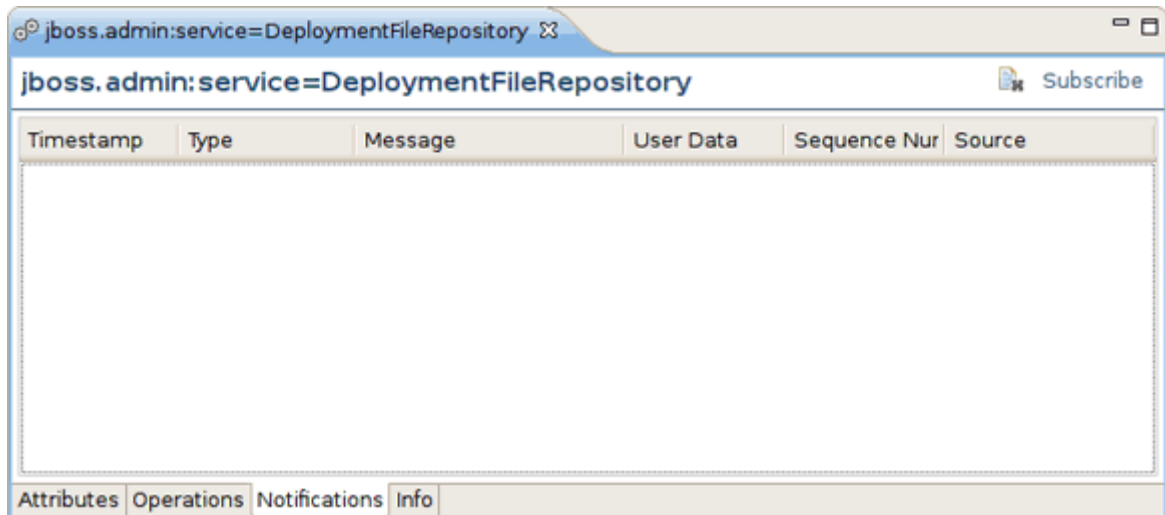 jboss.admin:service=DeploymentFileRepository
jboss.admin:service=DeploymentFileRepository Subscribe
Timestamp Type Message User Data Sequence Nur Source
Attributes Operations Notifications Info